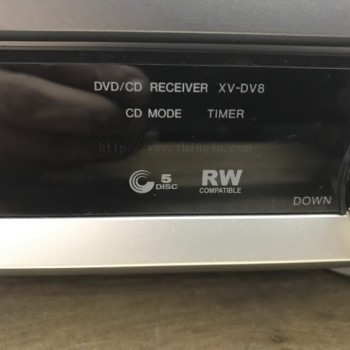 DVD/CD RECEIVER XV-DV8
CD MODE TIMER
http://www.thing4u.com
5 RW
DISC COMPATIBLE
DOWN